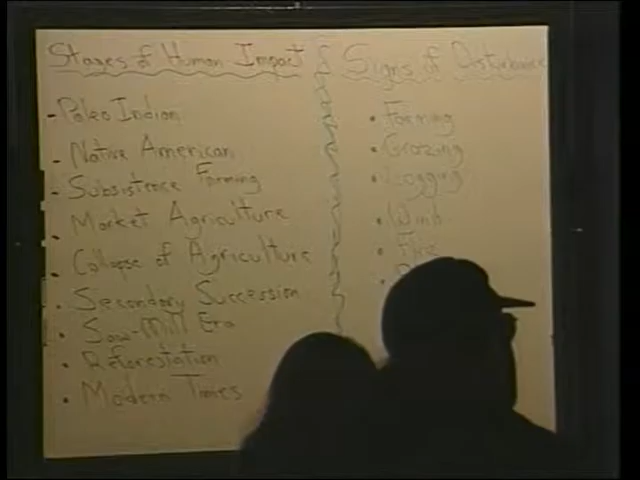 Stages of Human Impact
- Paleo Indian
- Native American
- Subsistence Farming
• Market Agriculture
• Collapse of Agriculture
• Secondary Succession
• Saw-Mill Era
• Reforestation
• Modern Times
Signs of Disturbance
• Farming
• Grazing
• Logging
• Wind
• Fire